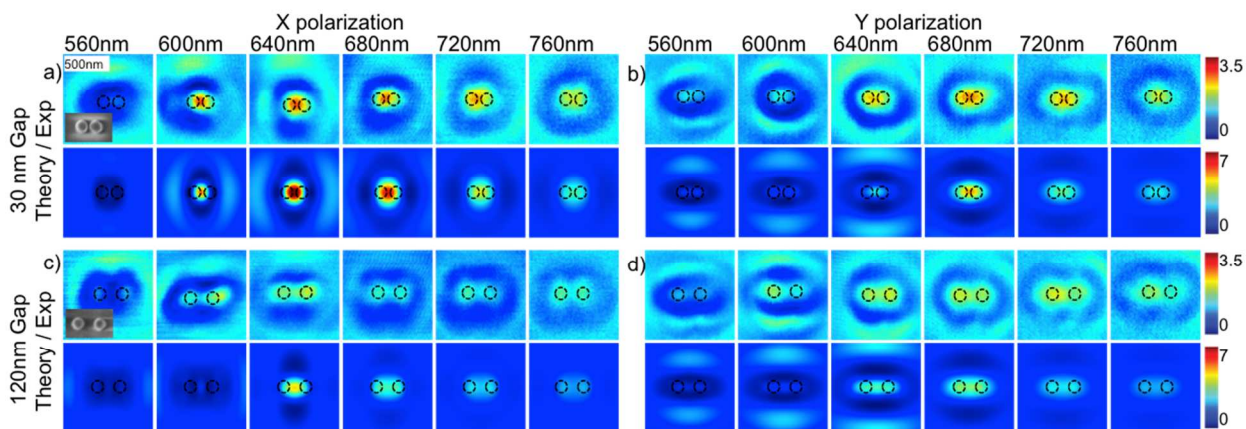 X polarization Y polarization
560nm 600nm 640nm 680nm 720nm 760nm 560nm 600nm 640nm 680nm 720nm 760nm
a) 500nm b) 3.5
0
30 nm Gap
Theory / Exp
7
0
c) d) 3.5
0
120nm Gap
Theory / Exp
7
0